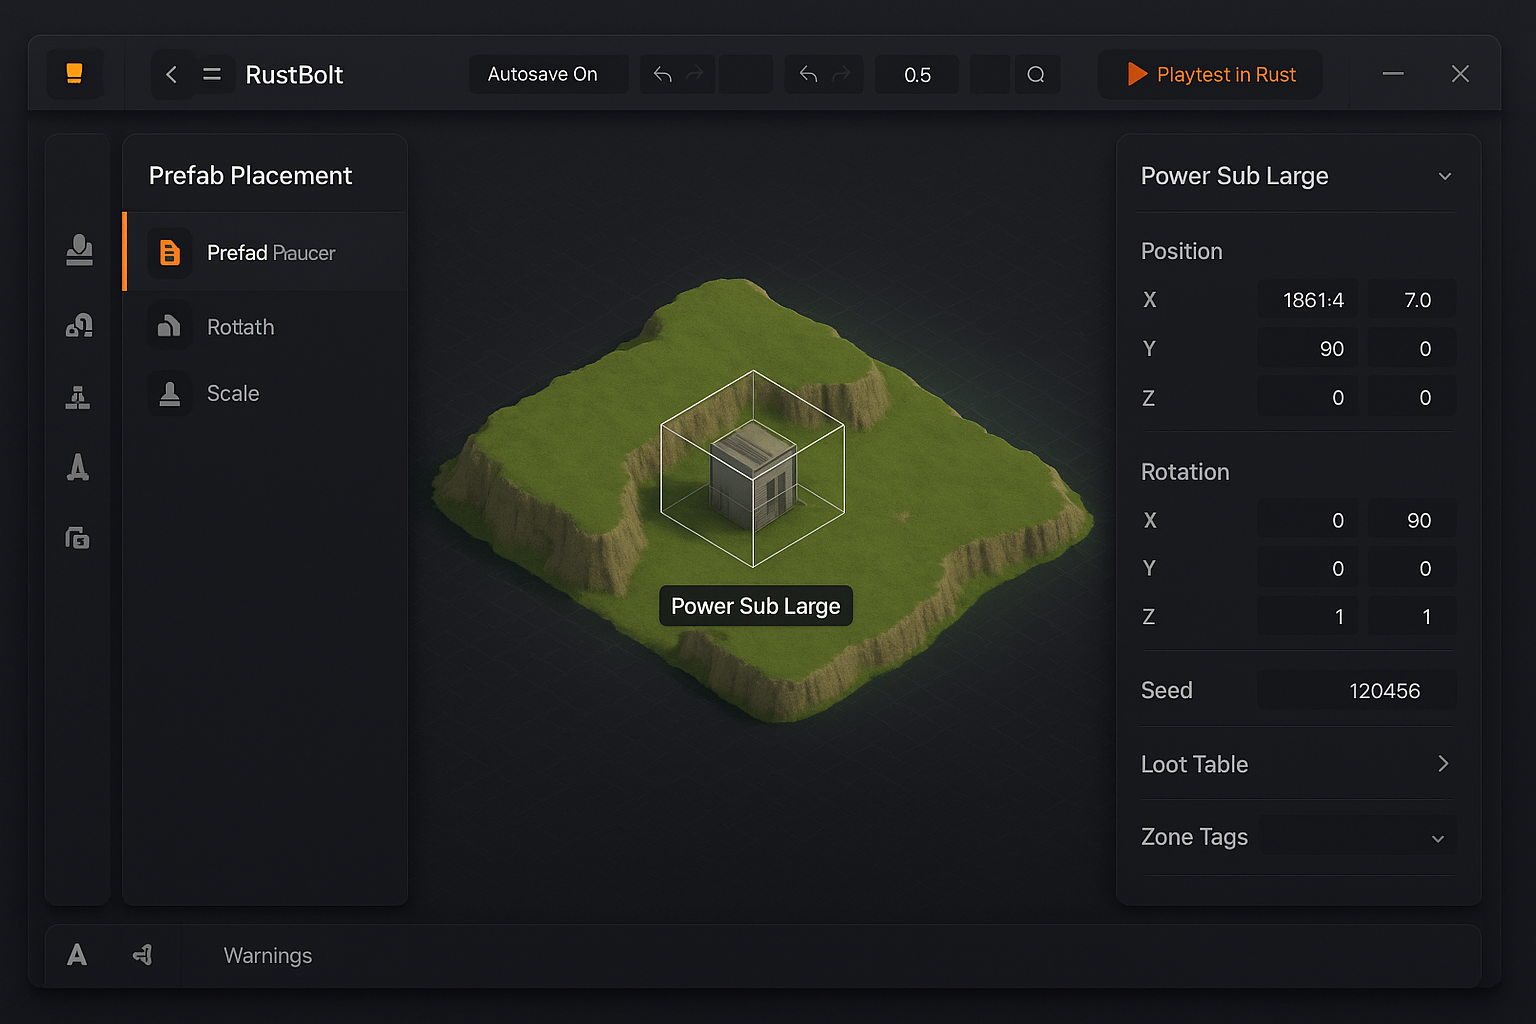 RustBolt
Autosave On
0.5
Playtest in Rust
Prefab Placement
Prefad Paucer
Rottath
Scale
Power Sub Large
Power Sub Large
Position
X 1861:4 7.0
Y 90 0
Z 0 0
Rotation
X 0 90
Y 0 0
Z 1 1
Seed 120456
Loot Table
Zone Tags
A Warnings